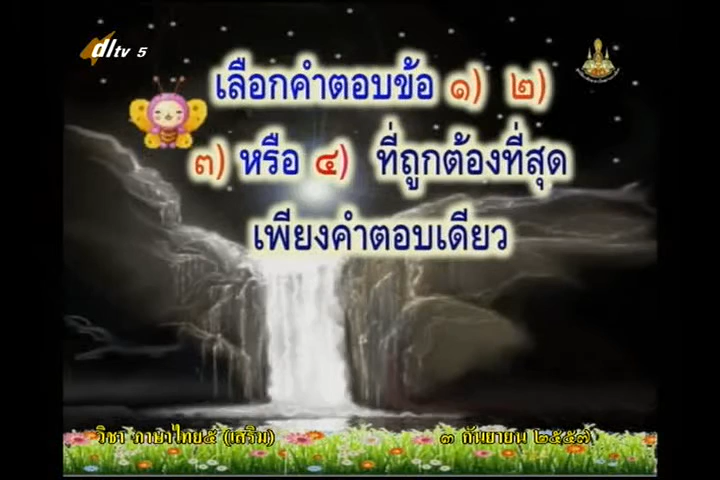 dltv 5
เลือกคำตอบข้อ ๑) ๒)
๓) หรือ ๔) ที่ถูกต้องที่สุด
เพียงคำตอบเดียว
วิชา ภาษาไทย๕ (เสริม) ๓ กันยายน ๒๕๕๗